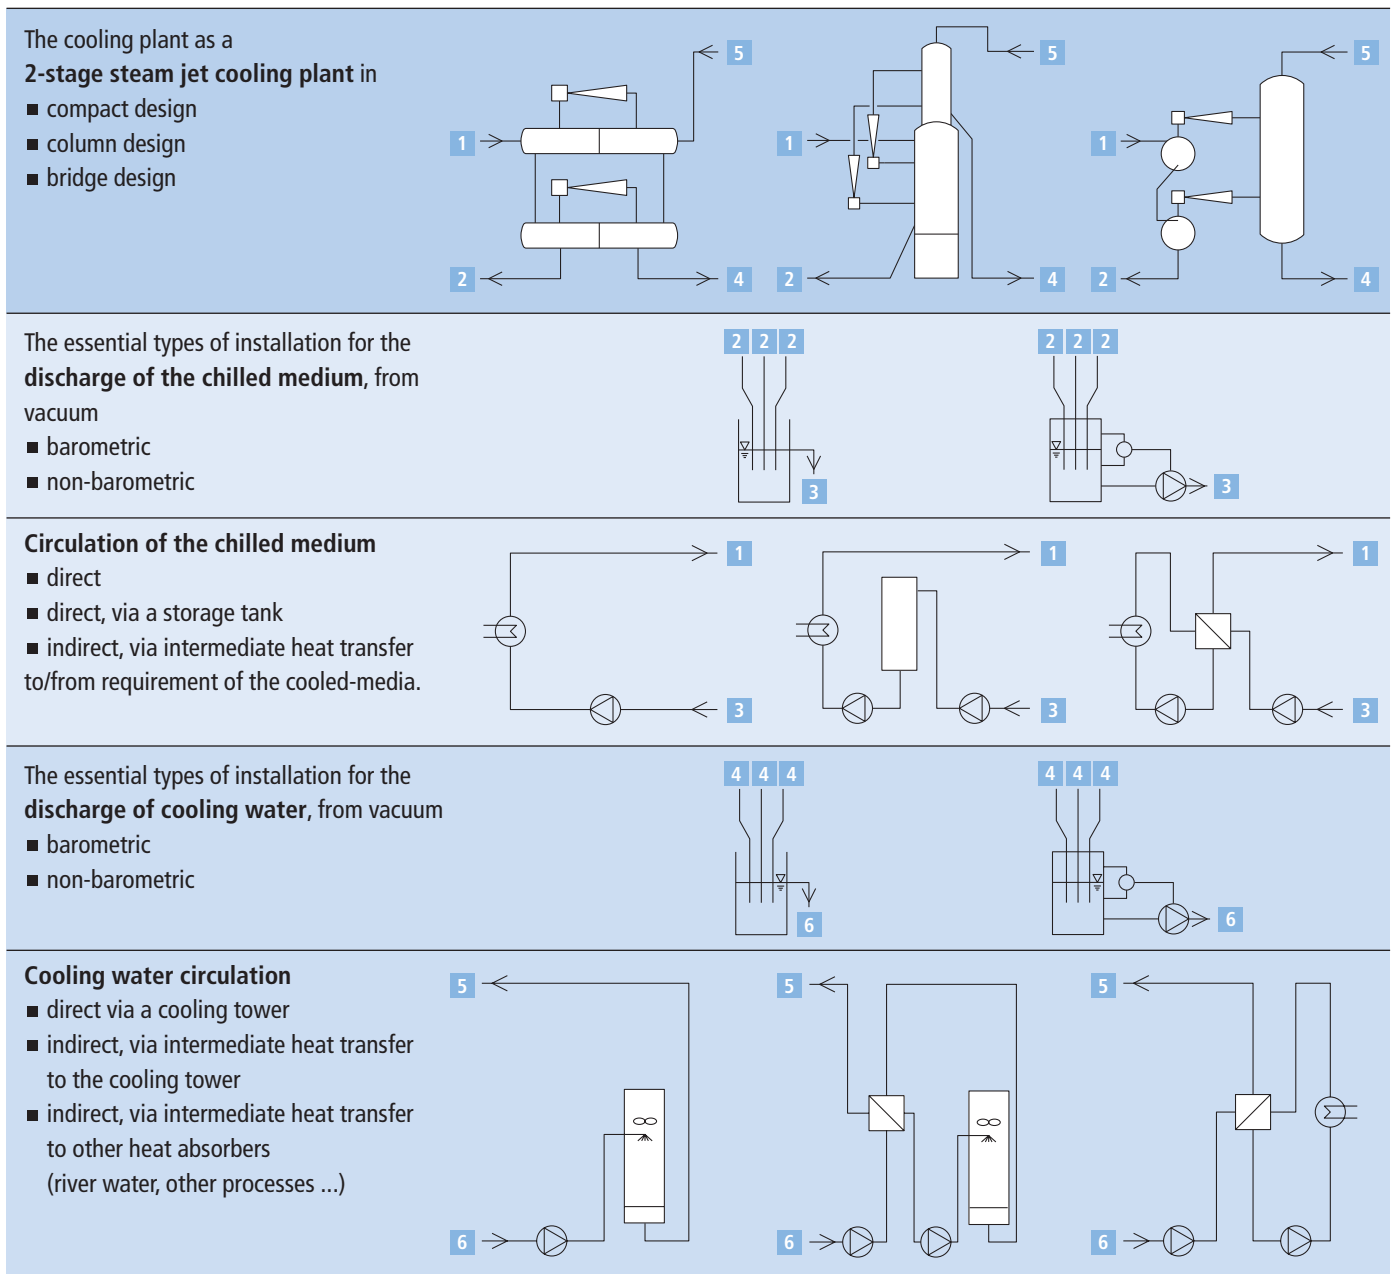 The cooling plant as a
2-stage steam jet cooling plant in
■ compact design
■ column design
■ bridge design
5
1
2
4
5
1
2
4
5
1
2
4
The essential types of installation for the
discharge of the chilled medium, from
vacuum
■ barometric
■ non-barometric
2 2 2
3
2 2 2
3
Circulation of the chilled medium
■ direct
■ direct, via a storage tank
■ indirect, via intermediate heat transfer
to/from requirement of the cooled-media.
1
3
1
3
1
3
The essential types of installation for the
discharge of cooling water, from vacuum
■ barometric
■ non-barometric
4 4 4
6
4 4 4
6
Cooling water circulation
■ direct via a cooling tower
■ indirect, via intermediate heat transfer
to the cooling tower
■ indirect, via intermediate heat transfer
to other heat absorbers
(river water, other processes ...)
5
6
5
6
5
6